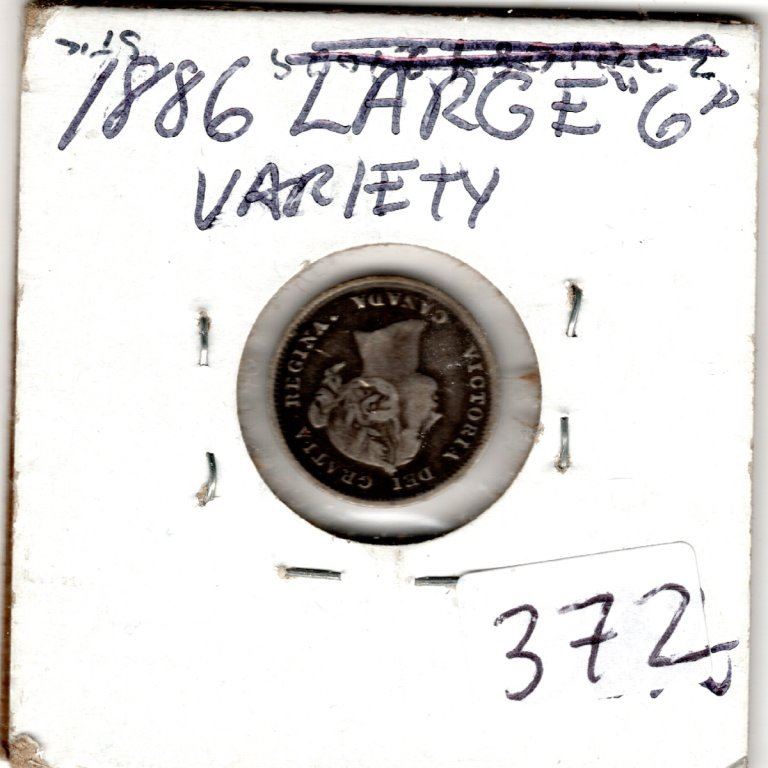 1886 "LARGE "6"
VARIETY
VICTORIA DEI GRATIA REGINA. CANADA
372